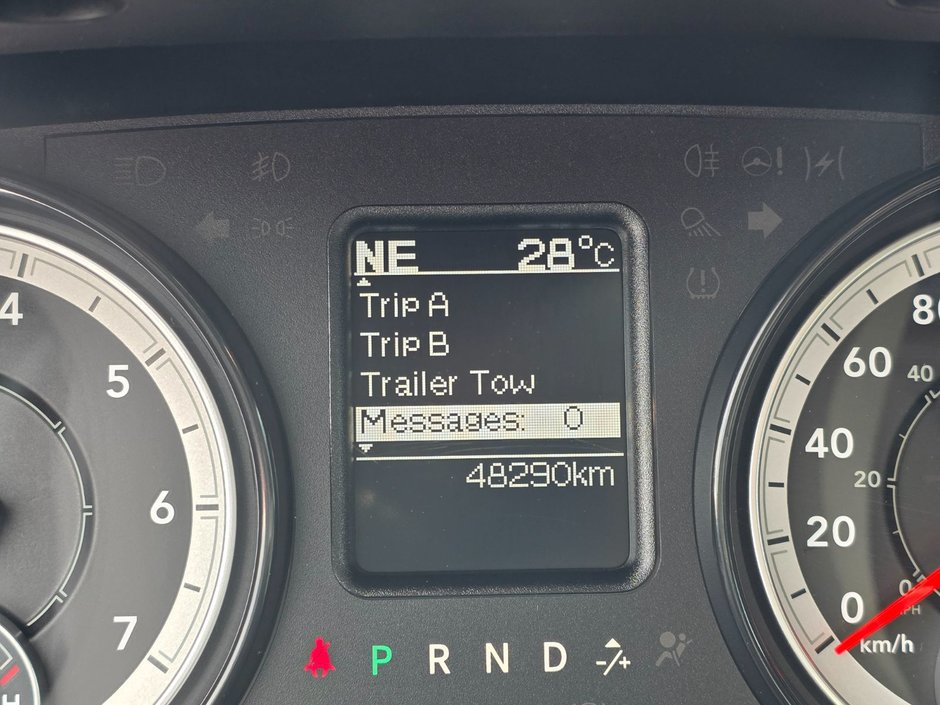 NE 28°C
Trip A
Trip B
Trailer Tow
Messages: 0
48290km
4
5
6
7
H
80
60
40
20
0
40
20
0
MPH
km/h
P R N D -/+